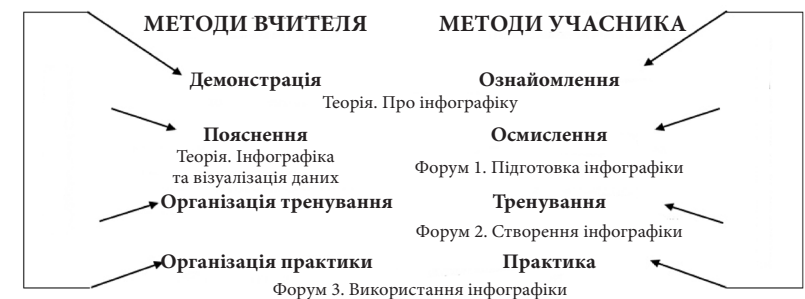 МЕТОДИ ВЧИТЕЛЯ МЕТОДИ УЧАСНИКА
Демонстрація Ознайомлення
Теорія. Про інфографіку
Пояснення Осмислення
Теорія. Інфографіка
та візуалізація даних
Форум 1. Підготовка інфографіки
Організація тренування Тренування
Форум 2. Створення інфографіки
Організація практики Практика
Форум 3. Використання інфографіки